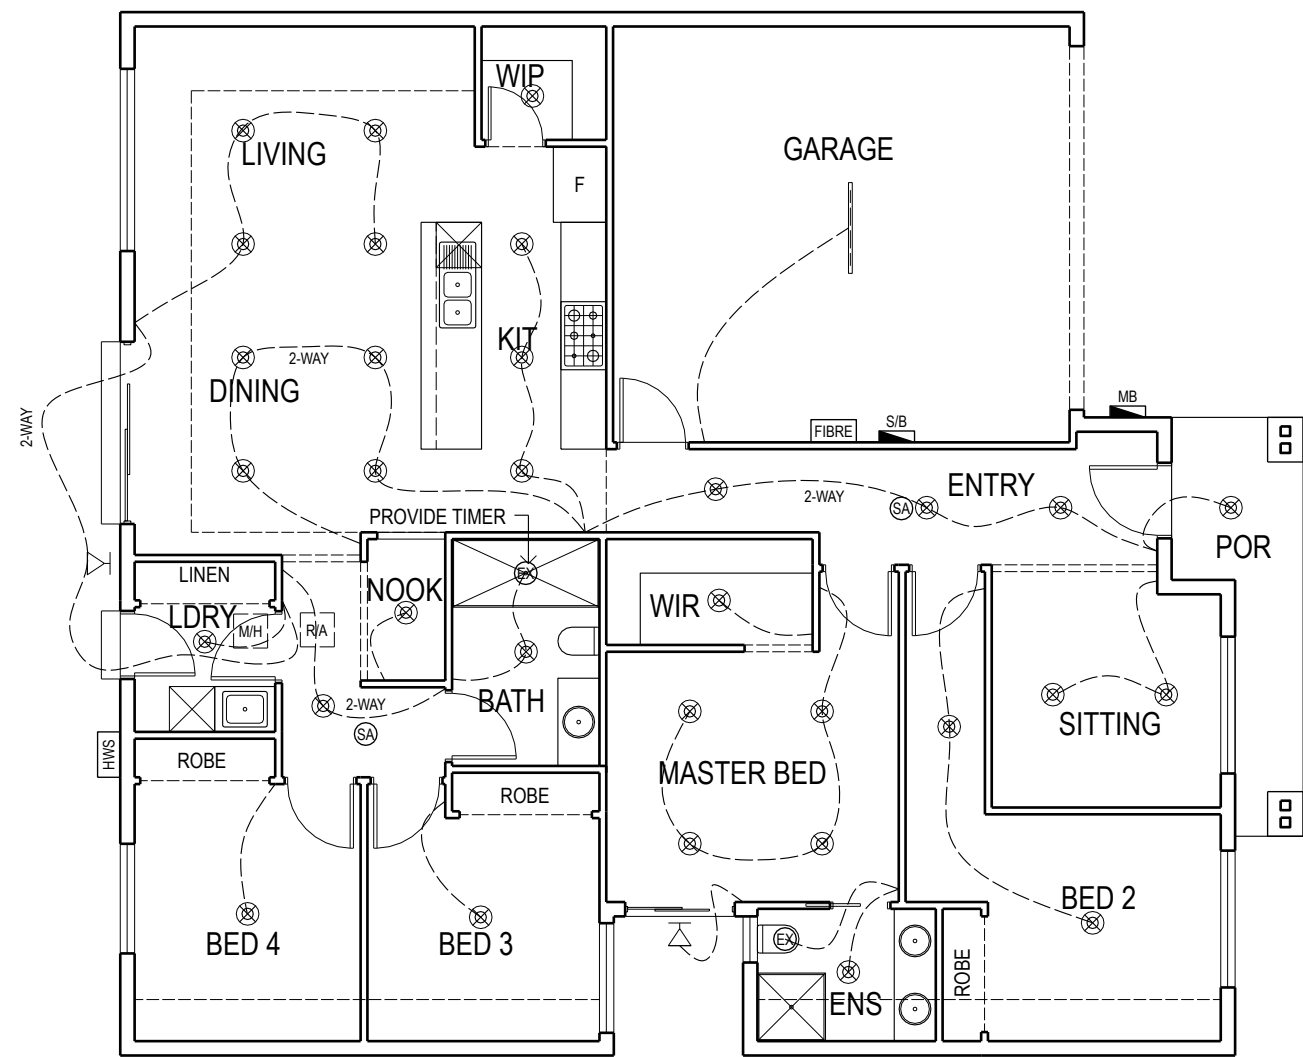 WIP
GARAGE
LIVING
F
KIT
2-WAY
DINING
2-WAY
MB
S/B
FIBRE
ENTRY
2-WAY
SA
PROVIDE TIMER
POR
EX
LINEN
NOOK
WIR
LDRY
M/H
R/A
2-WAY
BATH
SITTING
SA
HWS
ROBE
MASTER BED
ROBE
BED 2
BED 4
BED 3
EX
ROBE
ENS